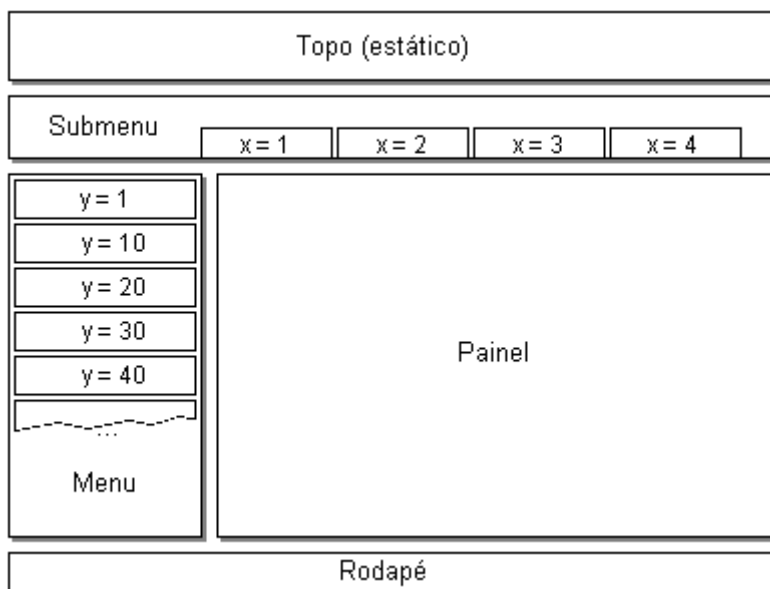 Topo (estático)
Submenu
x = 1
x = 2
x = 3
x = 4
y = 1
y = 10
y = 20
y = 30
y = 40
...
Menu
Painel
Rodapé